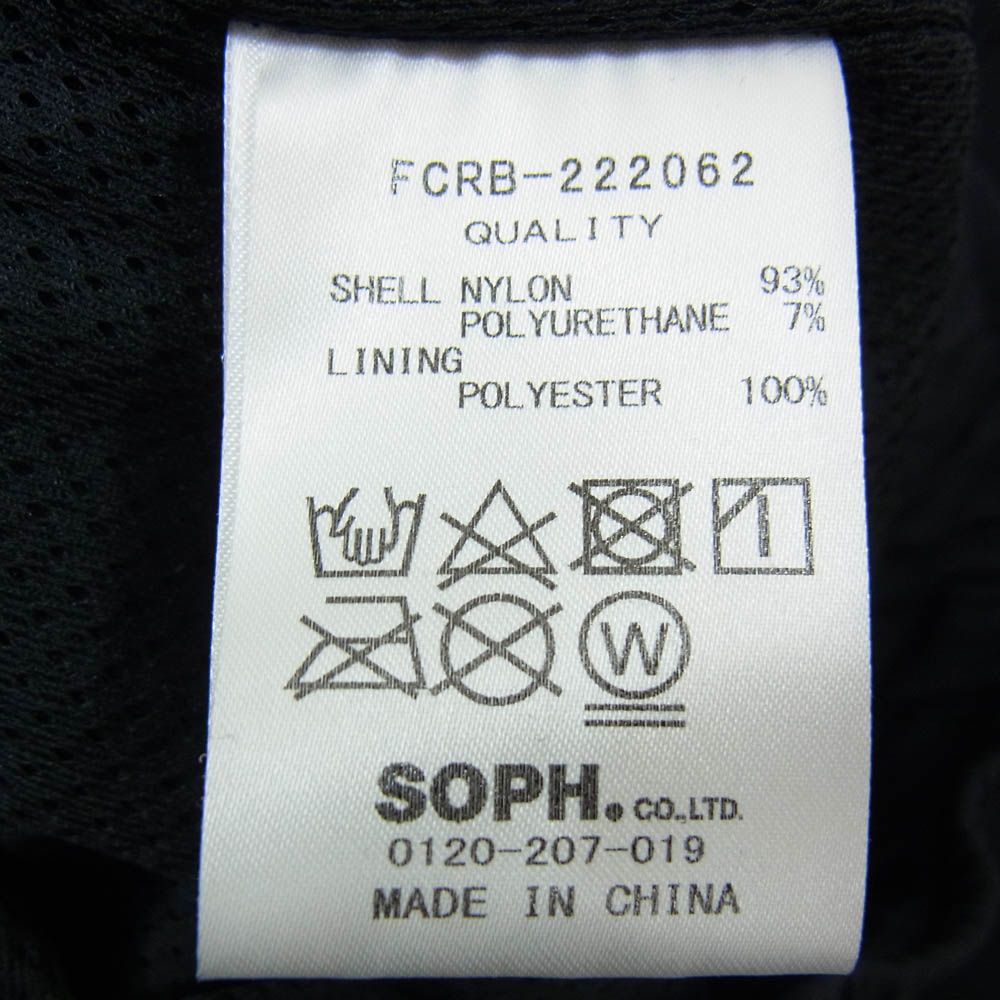 FCRB-222062
QUALITY
SHELL NYLON 93%
POLYURETHANE 7%
LINING
POLYESTER 100%
W
SOPH. CO.,LTD.
0120-207-019
MADE IN CHINA